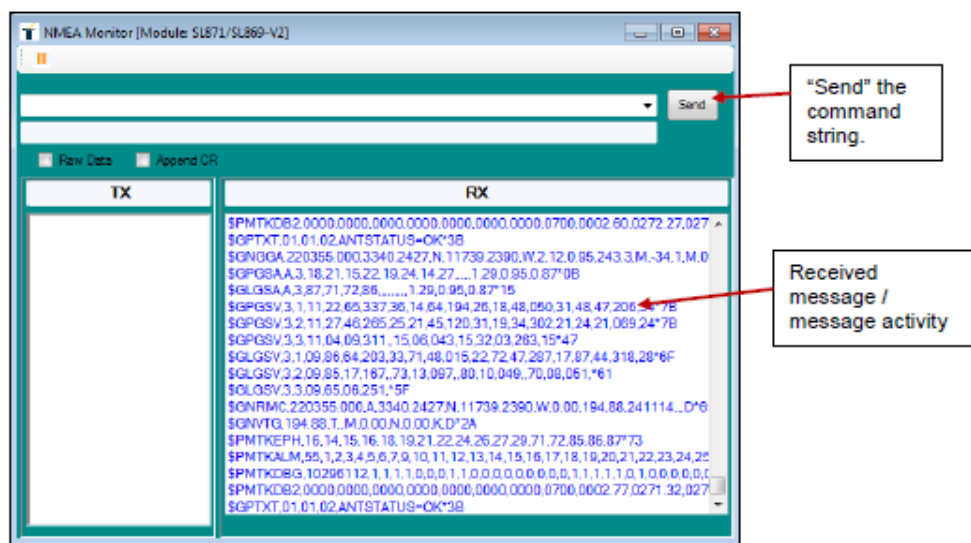 NMEA Monitor [Module: SL871/SL869-V2]
Send
Raw Data
Append CR
TX
RX
$PMTKDB2,0000,0000,0000,0000,0000,0000,0700,0002.60,0272.27,027
$GPTXT,01,01,02,ANTSTATUS=OK*3B
$GNGGA,220355.000,3340.2427,N,11739.2390,W,2,12,0.95,243.3,M,-34.1,M,0
$GPGSA,A,3,18,21,15,22,19,24,14,27,,,,,1.29,0.95,0.87*0B
$GLGSA,A,3,87,71,72,86,,,,,,,,,1.29,0.95,0.87*15
$GPGSV,3,1,11,22,65,337,36,14,64,194,26,18,48,050,31,48,47,206,34*7B
$GPGSV,3,2,11,27,46,265,25,21,45,120,31,19,34,302,21,24,21,069,24*7B
$GPGSV,3,3,11,04,09,311,,15,06,043,15,32,03,263,15*47
$GLGSV,3,1,09,86,64,203,33,71,48,015,22,72,47,287,17,87,44,318,28*6F
$GLGSV,3,2,09,85,17,167,,73,13,097,,80,10,049,,70,08,051,*61
$GLGSV,3,3,09,65,06,251,*5F
$GNRMC,220355.000,A,3340.2427,N,11739.2390,W,0.00,194.88,241114,,,D*6
$GNVTG,194.88,T,,M,0.00,N,0.00,K,D*2A
$PMTKEPH,16,14,15,16,18,19,21,22,24,26,27,29,71,72,85,86,87*73
$PMTKALM,55,1,2,3,4,5,6,7,9,10,11,12,13,14,15,16,17,18,19,20,21,22,23,24,25
$PMTKDBG,10296112,1,1,1,1,0,0,0,1,1,0,0,0,0,0,0,0,0,0,1,1,1,1,1,0,1,0,0,0,0,0,0
$PMTKDB2,0000,0000,0000,0000,0000,0000,0700,0002.77,0271.32,027
$GPTXT,01,01,02,ANTSTATUS=OK*3B
"Send" the
command
string.
Received
message /
message activity